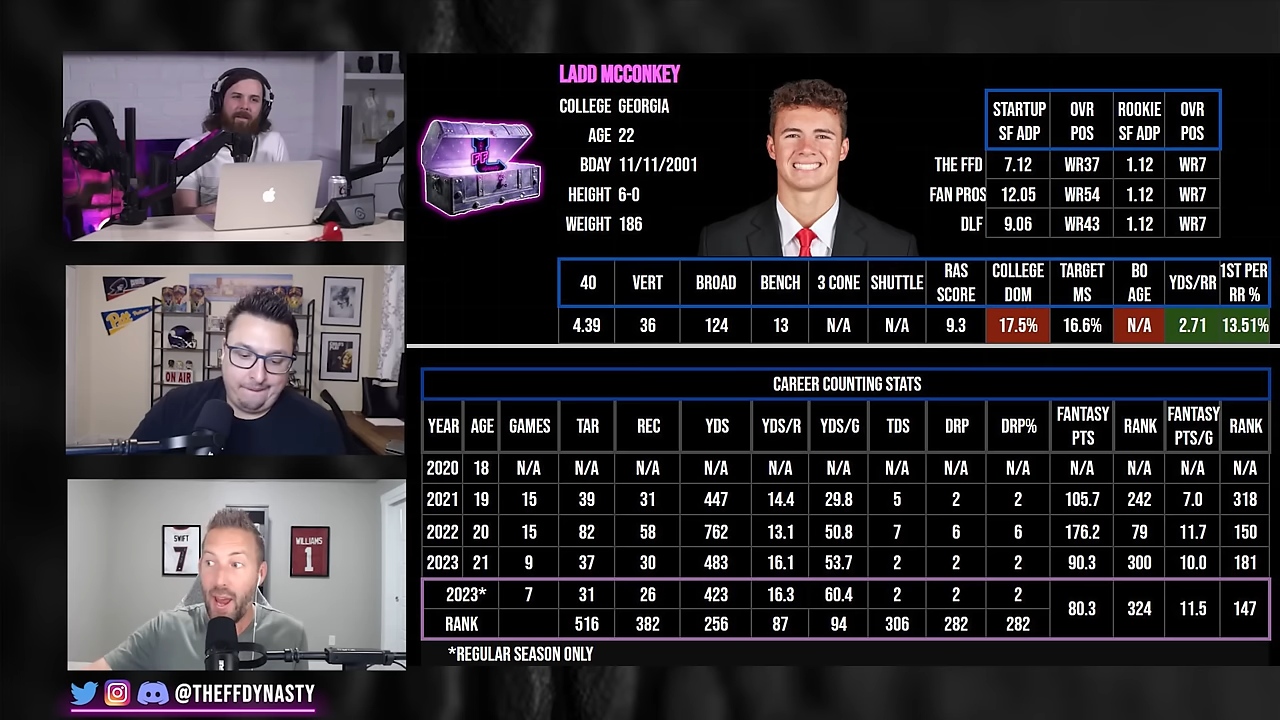 LADD MCCONKEY
COLLEGE GEORGIA
AGE 22
BDAY 11/11/2001
HEIGHT 6-0
WEIGHT 186
FF
STARTUP SF ADP OVR POS ROOKIE SF ADP OVR POS
THE FFD 7.12 WR37 1.12 WR7
FAN PROS 12.05 WR54 1.12 WR7
DLF 9.06 WR43 1.12 WR7
40 VERT BROAD BENCH 3 CONE SHUTTLE RAS SCORE COLLEGE DOM TARGET MS BO AGE YDS/RR 1ST PER RR %
4.39 36 124 13 N/A N/A 9.3 17.5% 16.6% N/A 2.71 13.51%
CAREER COUNTING STATS
YEAR AGE GAMES TAR REC YDS YDS/R YDS/G TDS DRP DRP% FANTASY PTS RANK FANTASY PTS/G RANK
2020 18 N/A N/A N/A N/A N/A N/A N/A N/A N/A N/A N/A N/A N/A
2021 19 15 39 31 447 14.4 29.8 5 2 2 105.7 242 7.0 318
2022 20 15 82 58 762 13.1 50.8 7 6 6 176.2 79 11.7 150
2023 21 9 37 30 483 16.1 53.7 2 2 2 90.3 300 10.0 181
2023* 7 31 26 423 16.3 60.4 2 2 2 80.3 324 11.5 147
RANK 516 382 256 87 94 306 282 282
*REGULAR SEASON ONLY
Pitt
ON AIR
SWIFT
7
WILLIAMS
1
@THEFFDYNASTY